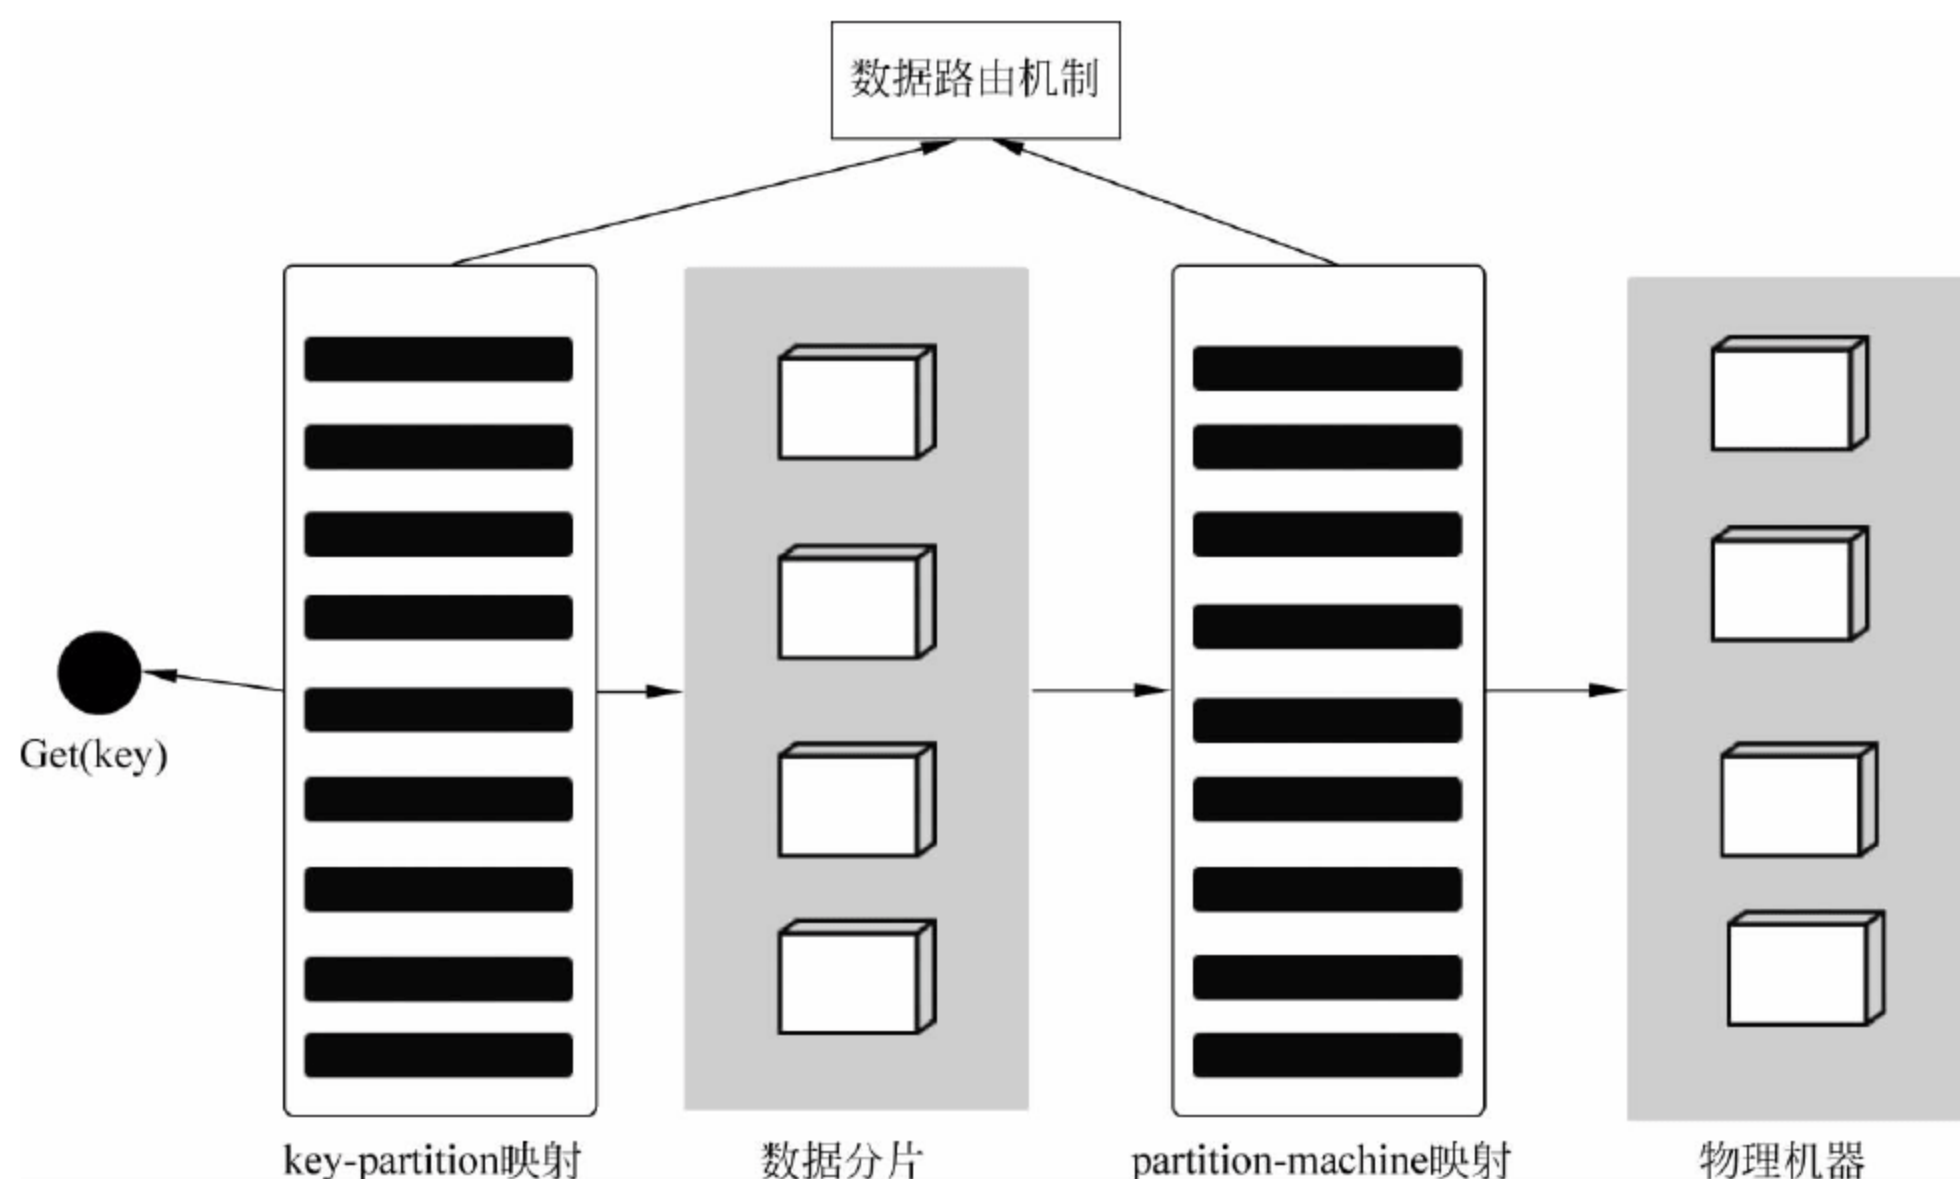 数据路由机制
Get(key)
key-partition映射
数据分片
partition-machine映射
物理机器